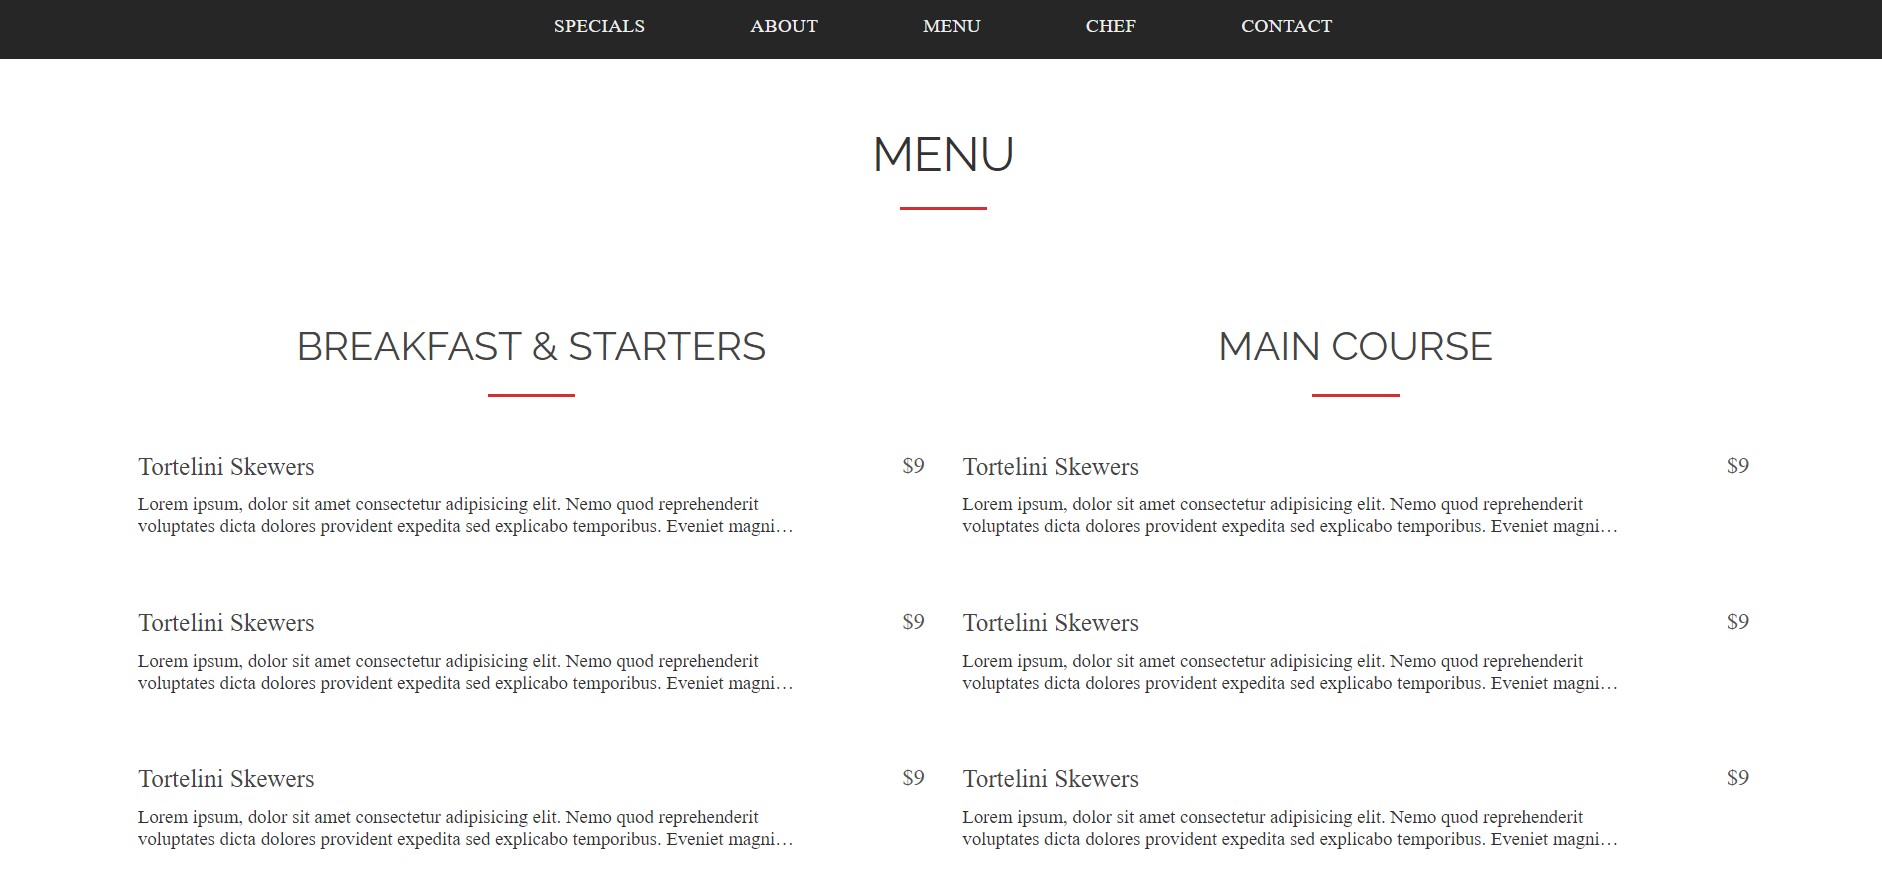 SPECIALS ABOUT MENU CHEF CONTACT
MENU
BREAKFAST & STARTERS
Tortelini Skewers $9
Lorem ipsum, dolor sit amet consectetur adipisicing elit. Nemo quod reprehenderit
voluptates dicta dolores provident expedita sed explicabo temporibus. Eveniet magni…
Tortelini Skewers $9
Lorem ipsum, dolor sit amet consectetur adipisicing elit. Nemo quod reprehenderit
voluptates dicta dolores provident expedita sed explicabo temporibus. Eveniet magni…
Tortelini Skewers $9
Lorem ipsum, dolor sit amet consectetur adipisicing elit. Nemo quod reprehenderit
voluptates dicta dolores provident expedita sed explicabo temporibus. Eveniet magni…
MAIN COURSE
Tortelini Skewers $9
Lorem ipsum, dolor sit amet consectetur adipisicing elit. Nemo quod reprehenderit
voluptates dicta dolores provident expedita sed explicabo temporibus. Eveniet magni…
Tortelini Skewers $9
Lorem ipsum, dolor sit amet consectetur adipisicing elit. Nemo quod reprehenderit
voluptates dicta dolores provident expedita sed explicabo temporibus. Eveniet magni…
Tortelini Skewers $9
Lorem ipsum, dolor sit amet consectetur adipisicing elit. Nemo quod reprehenderit
voluptates dicta dolores provident expedita sed explicabo temporibus. Eveniet magni…